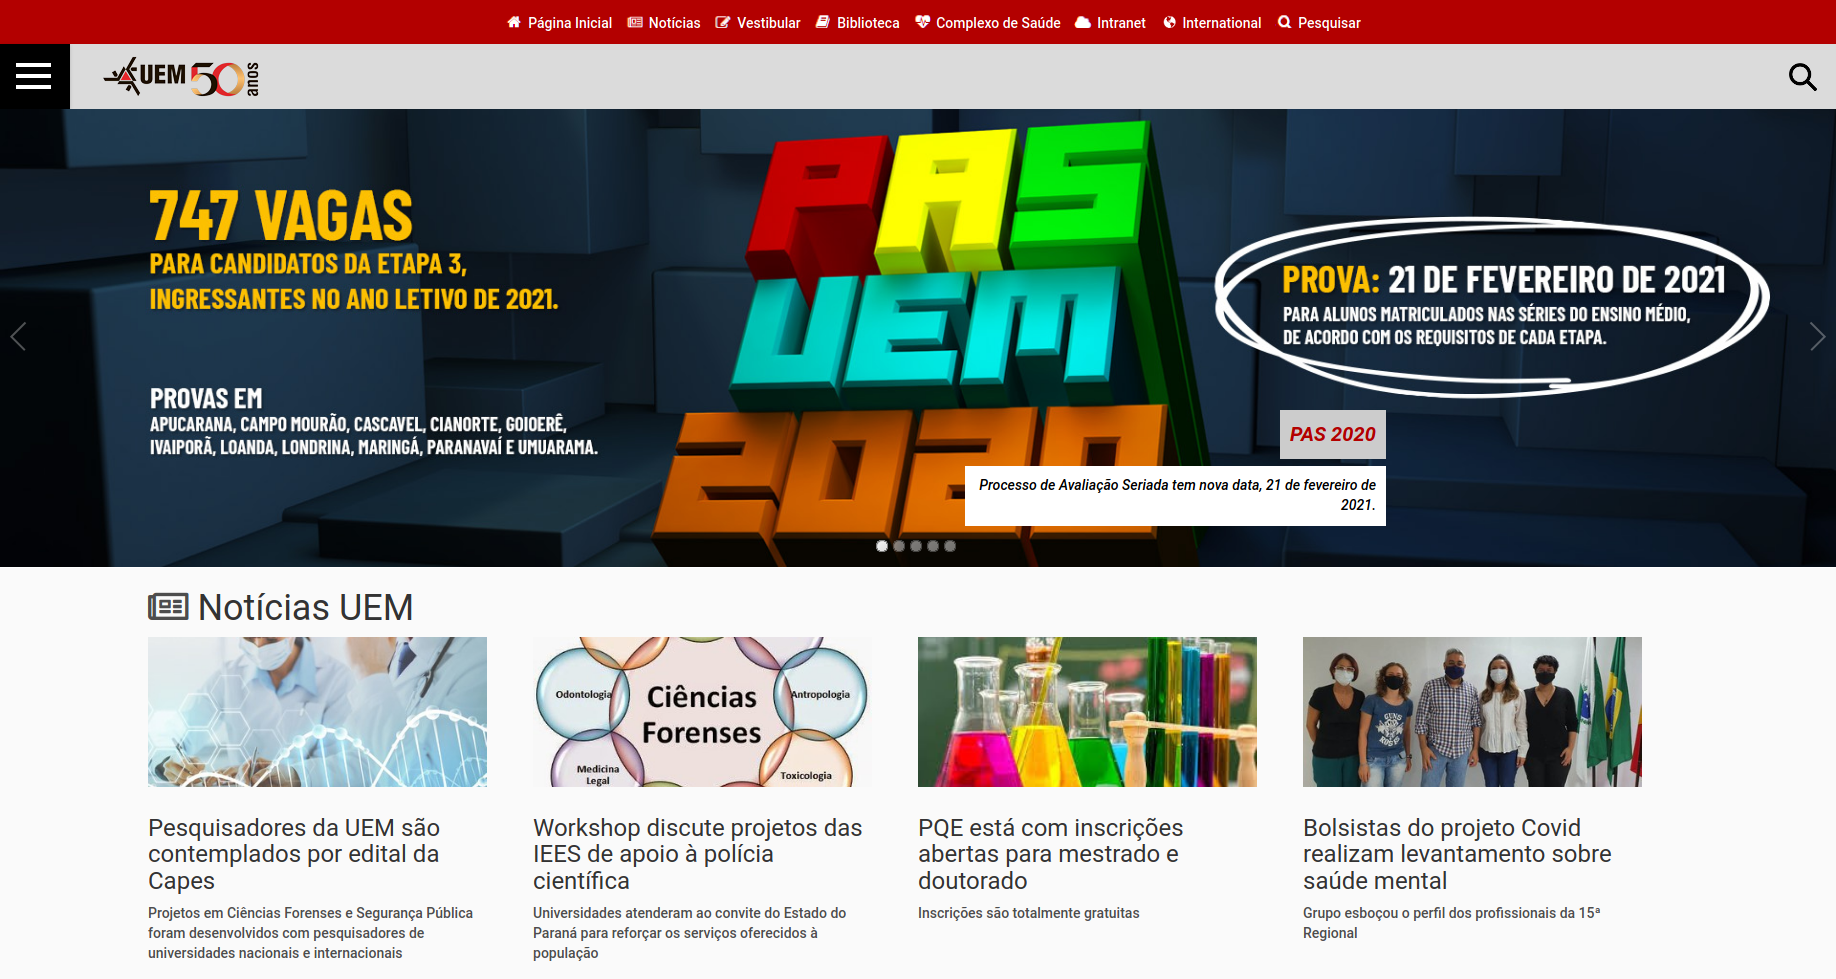 Página Inicial Notícias Vestibular Biblioteca Complexo de Saúde Intranet International Pesquisar
UEM 50 anos
747 VAGAS
PARA CANDIDATOS DA ETAPA 3,
INGRESSANTES NO ANO LETIVO DE 2021.
PROVAS EM
APUCARANA, CAMPO MOURÃO, CASCAVEL, CIANORTE, GOIOERÊ,
IVAIPORÃ, LOANDA, LONDRINA, MARINGÁ, PARANAVAÍ E UMUARAMA.
PAS
UEM
2020
PROVA: 21 DE FEVEREIRO DE 2021
PARA ALUNOS MATRICULADOS NAS SÉRIES DO ENSINO MÉDIO,
DE ACORDO COM OS REQUISITOS DE CADA ETAPA.
PAS 2020
Processo de Avaliação Seriada tem nova data, 21 de fevereiro de
2021.
Notícias UEM
Pesquisadores da UEM são
contemplados por edital da
Capes
Projetos em Ciências Forenses e Segurança Pública
foram desenvolvidos com pesquisadores de
universidades nacionais e internacionais
Odontologia
Ciências
Forenses
Antropologia
Medicina
Legal
Toxicologia
Workshop discute projetos das
IEES de apoio à polícia
científica
Universidades atenderam ao convite do Estado do
Paraná para reforçar os serviços oferecidos à
população
PQE está com inscrições
abertas para mestrado e
doutorado
Inscrições são totalmente gratuitas
Bolsistas do projeto Covid
realizam levantamento sobre
saúde mental
Grupo esboçou o perfil dos profissionais da 15ª
Regional